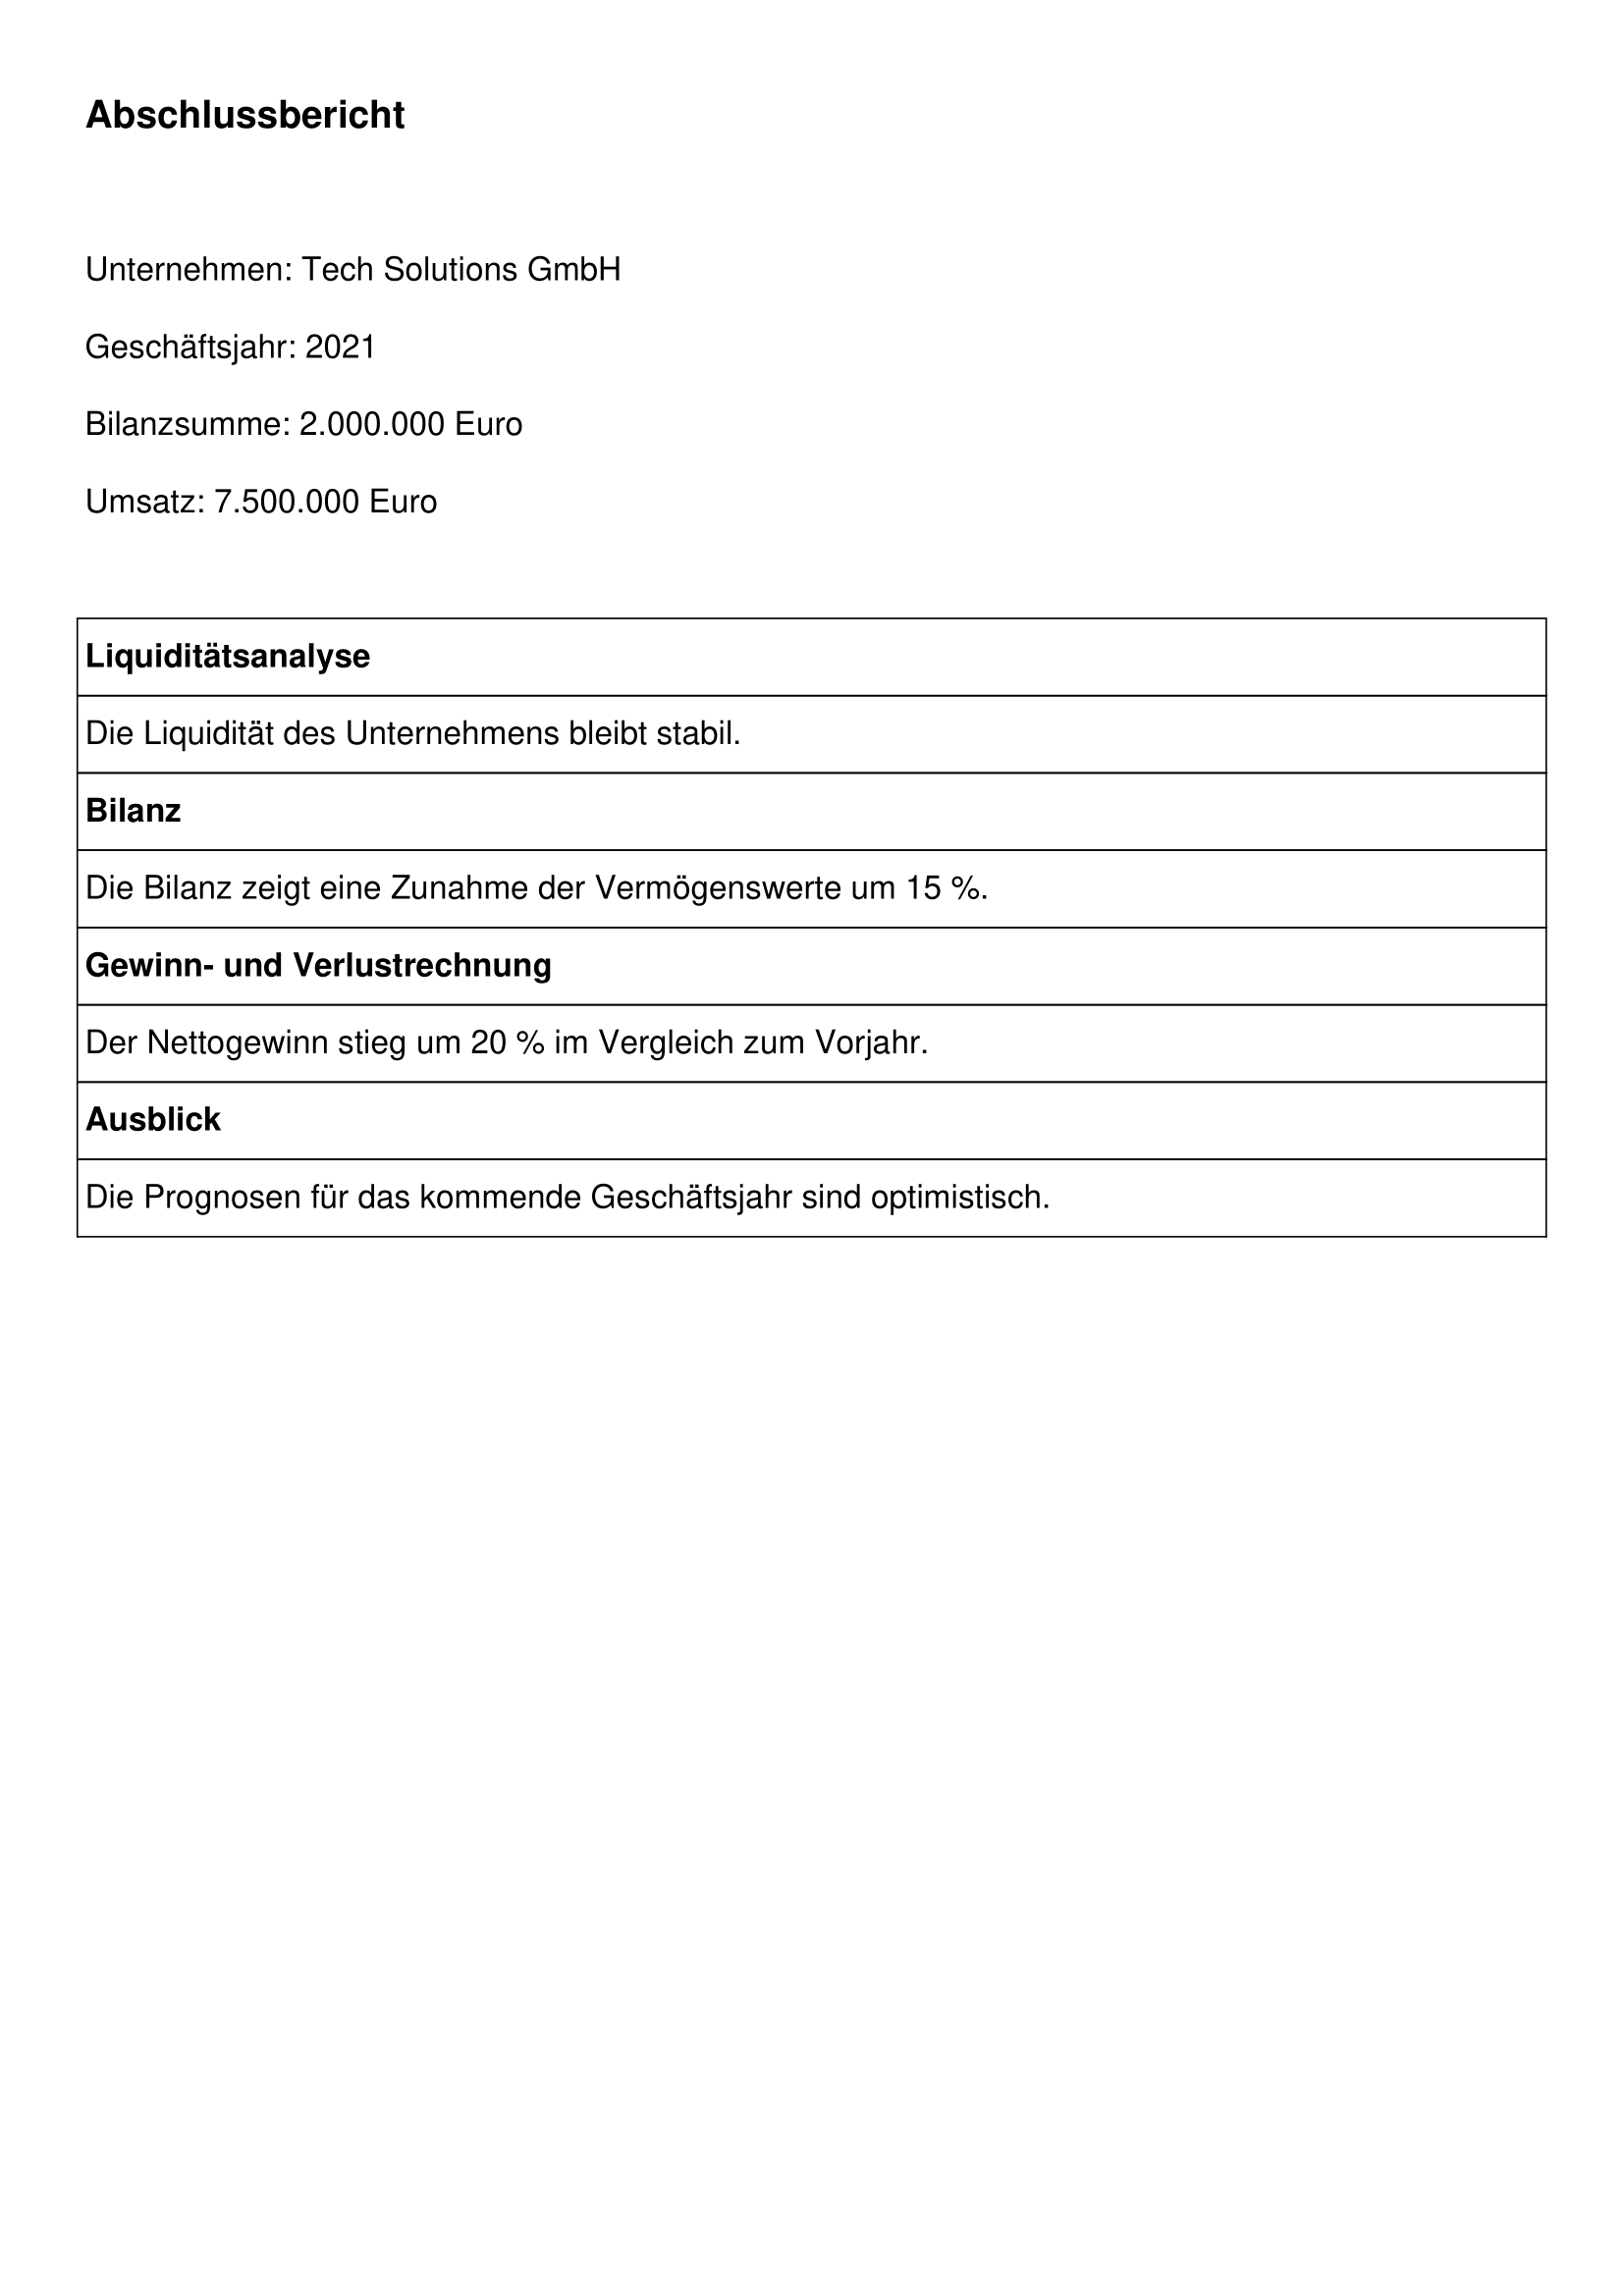 Abschlussbericht
Unternehmen: Tech Solutions GmbH
Geschäftsjahr: 2021
Bilanzsumme: 2.000.000 Euro
Umsatz: 7.500.000 Euro
Liquiditätsanalyse
Die Liquidität des Unternehmens bleibt stabil.
Bilanz
Die Bilanz zeigt eine Zunahme der Vermögenswerte um 15 %.
Gewinn- und Verlustrechnung
Der Nettogewinn stieg um 20 % im Vergleich zum Vorjahr.
Ausblick
Die Prognosen für das kommende Geschäftsjahr sind optimistisch.